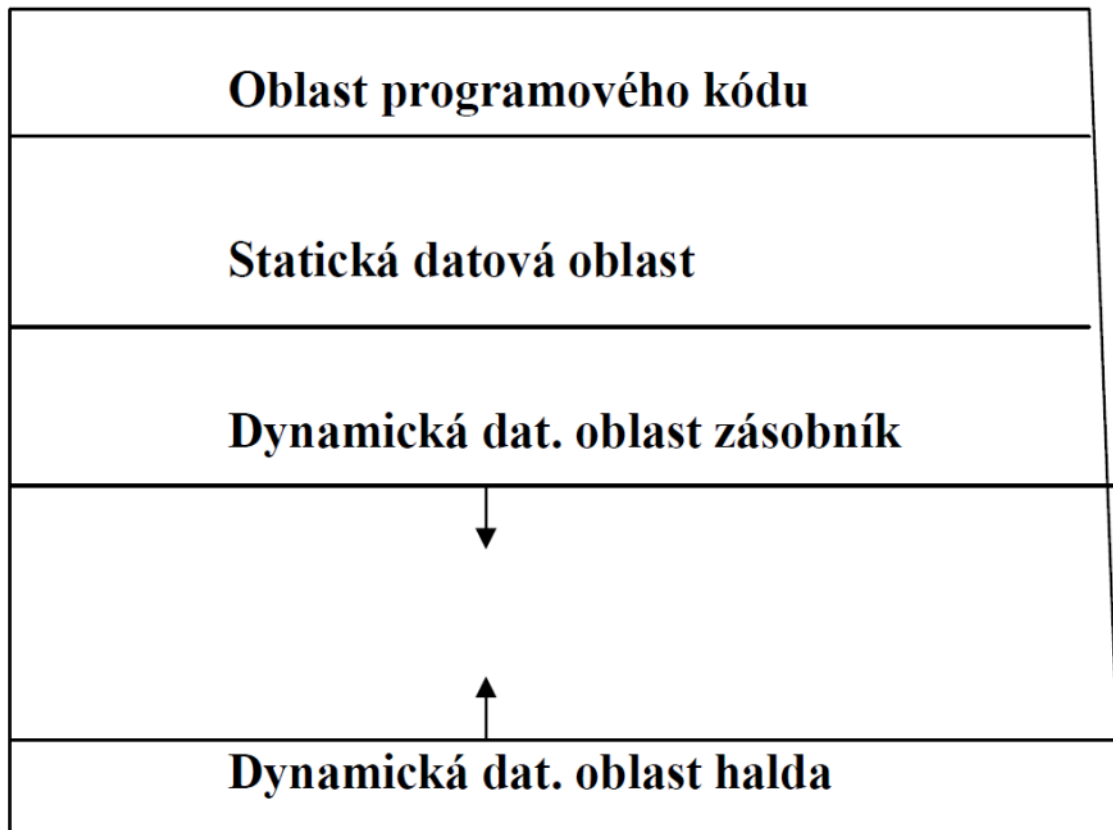 Oblast programového kódu
Statická datová oblast
Dynamická dat. oblast zásobník
Dynamická dat. oblast halda